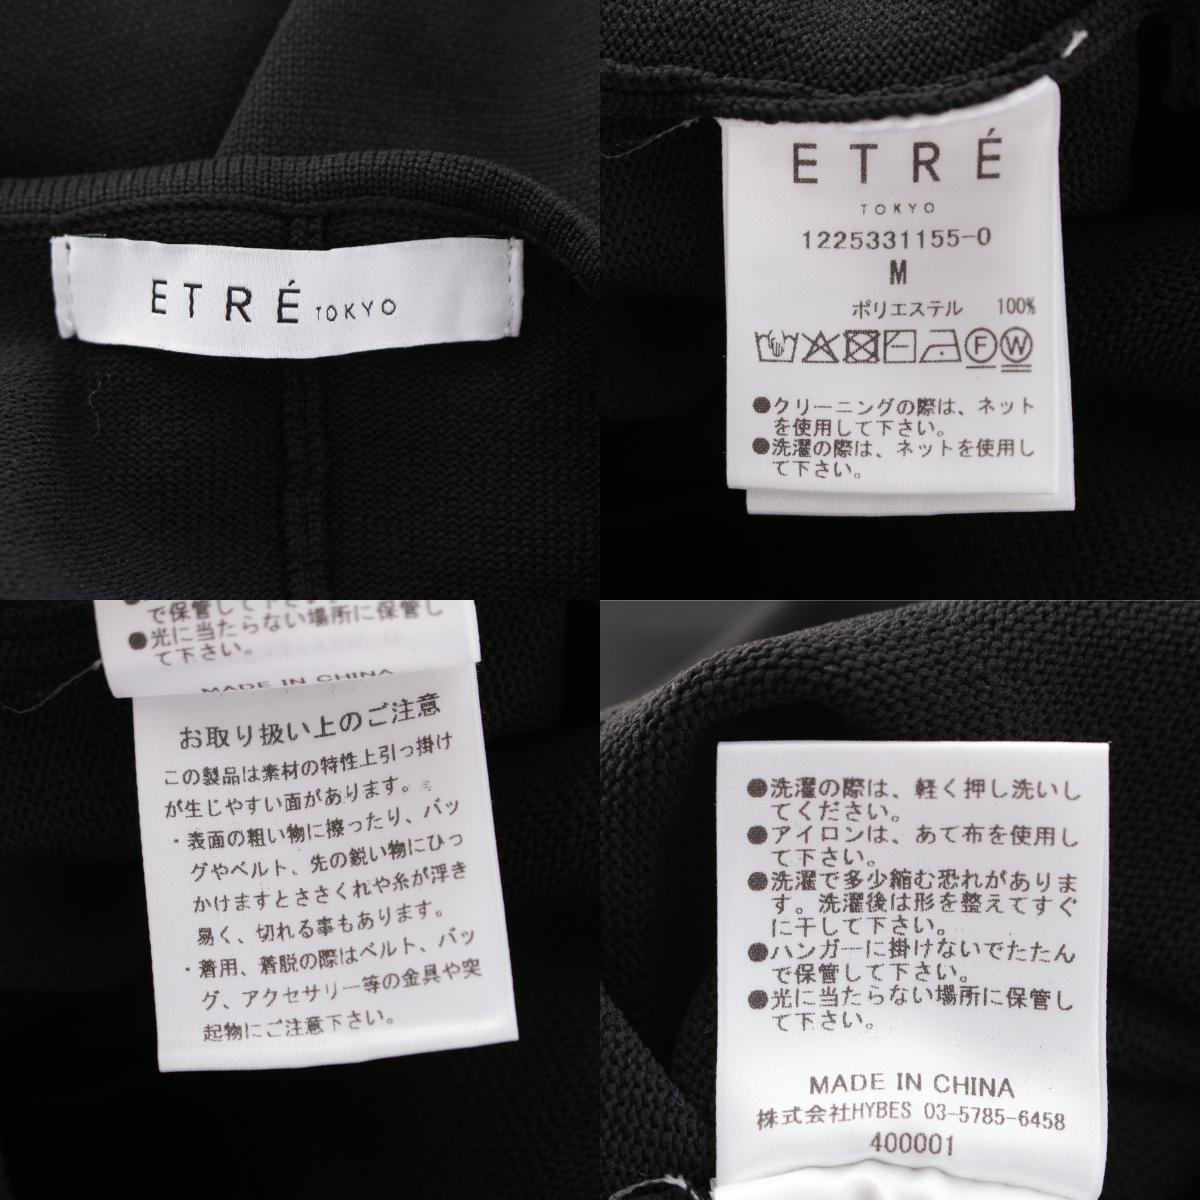 ETRÉ TOKYO
ETRÉ
TOKYO
1225331155-0
M
ポリエステル 100%
F W
●クリーニングの際は、ネット
を使用して下さい。
●洗濯の際は、ネットを使用し
て下さい。
で保管して下さい。
●光に当たらない場所に保管し
て下さい。
MADE IN CHINA
お取り扱い上のご注意
この製品は素材の特性上引っ掛け
が生じやすい面があります。
・表面の粗い物に擦ったり、バッ
グやベルト、先の鋭い物にひっ
かけますとささくれや糸が浮き
易く、切れる事もあります。
・着用、着脱の際はベルト、バッ
グ、アクセサリー等の金具や突
起物にご注意下さい。
●洗濯の際は、軽く押し洗いし
てください。
●アイロンは、あて布を使用し
て下さい。
●洗濯で多少縮む恐れがありま
す。洗濯後は形を整えてすぐ
に干して下さい。
●ハンガーに掛けないでたたん
で保管して下さい。
●光に当たらない場所に保管し
て下さい。
MADE IN CHINA
株式会社HYBES 03-5785-6458
400001